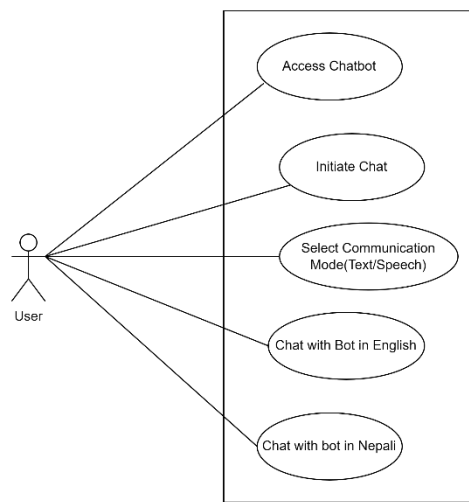 Access Chatbot
Initiate Chat
Select Communication
Mode(Text/Speech)
User
Chat with Bot in English
Chat with bot in Nepali